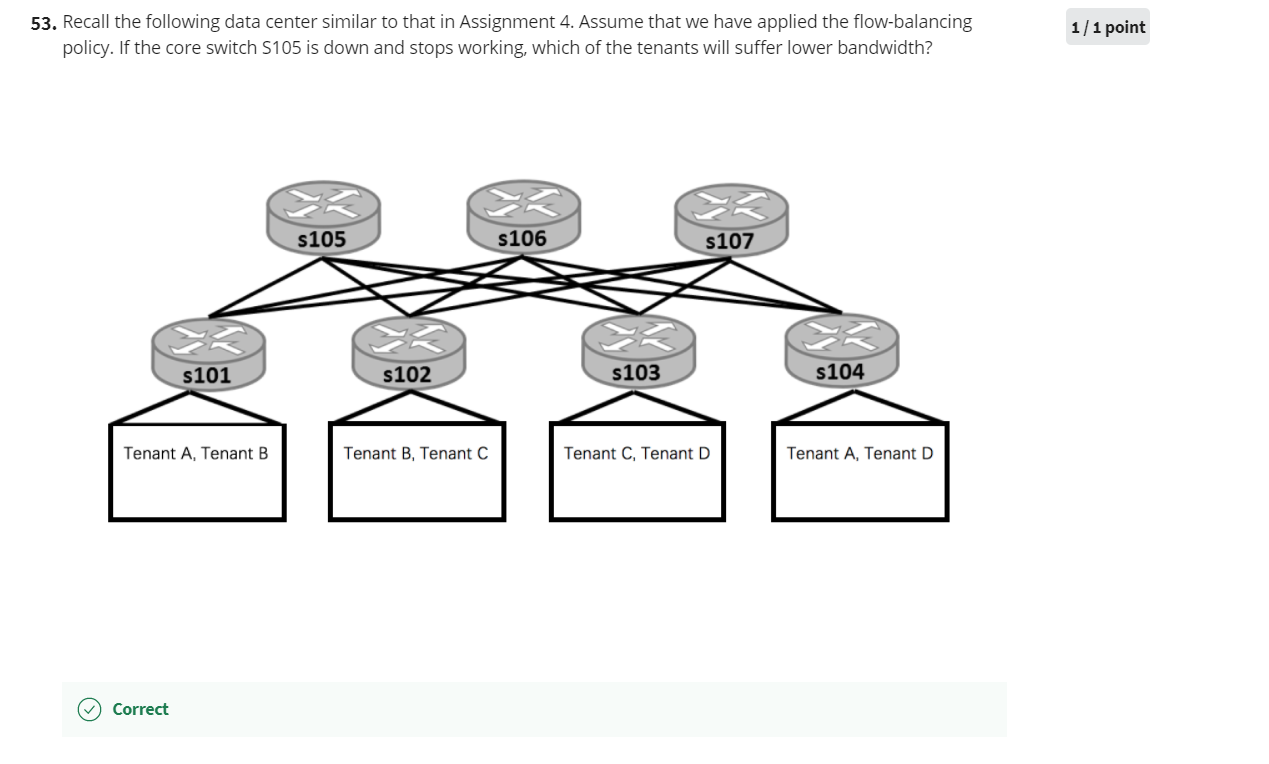 53. Recall the following data center similar to that in Assignment 4. Assume that we have applied the flow-balancing
policy. If the core switch S105 is down and stops working, which of the tenants will suffer lower bandwidth?
1 / 1 point
s105
s106
s107
s101
s102
s103
s104
Tenant A, Tenant B
Tenant B, Tenant C
Tenant C, Tenant D
Tenant A, Tenant D
Correct